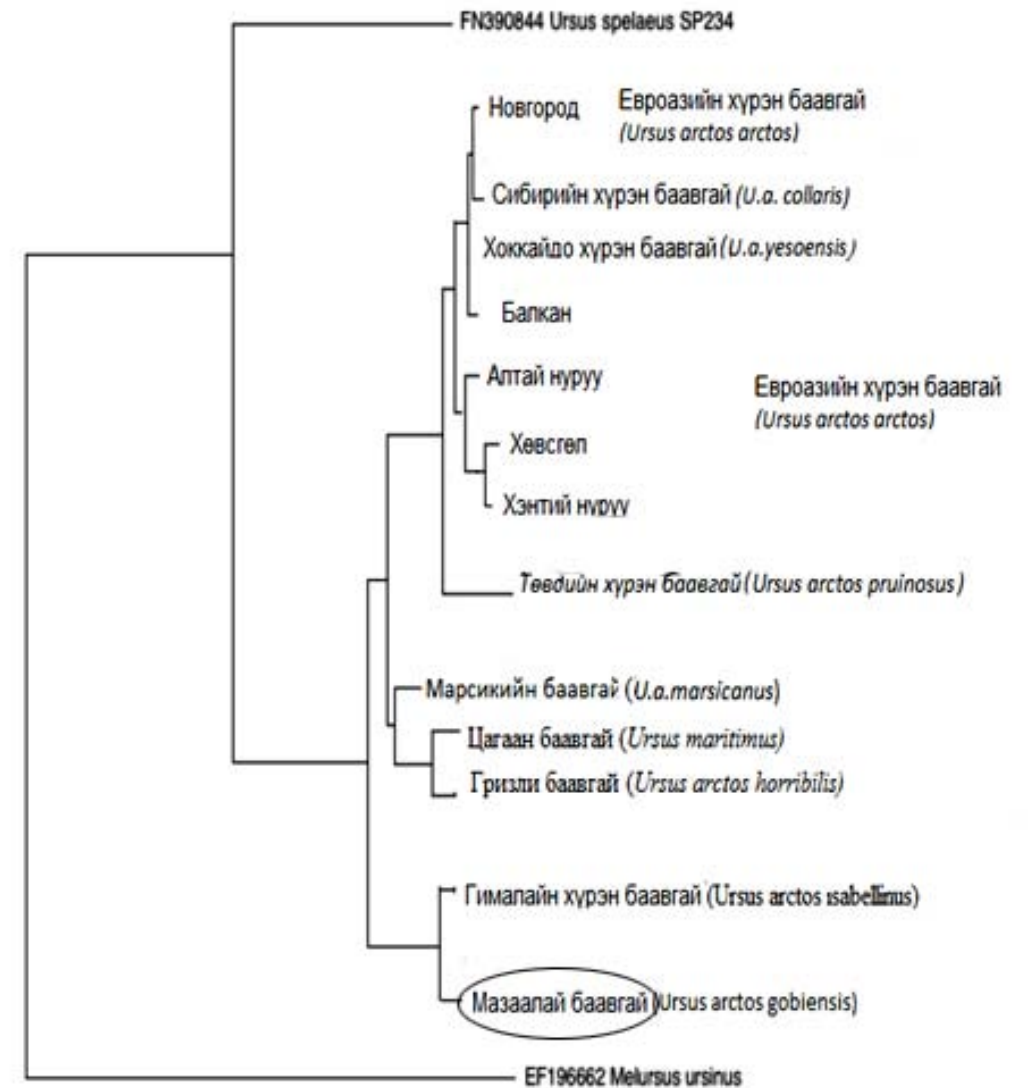 FN390844 Ursus spelaeus SP234
Новгород
Евроазийн хүрэн баавгай
(Ursus arctos arctos)
Сибирийн хүрэн баавгай (U.a. collaris)
Хоккайдо хүрэн баавгай (U.a.yesoensis)
Балкан
Алтай нуруу
Евроазийн хүрэн баавгай
(Ursus arctos arctos)
Хөвсгөл
Хэнтий нуруу
Төвдийн хүрэн баавгай (Ursus arctos pruinosus)
Марсикийн баавгай (U.a.marsicanus)
Цагаан баавгай (Ursus maritimus)
Гризли баавгай (Ursus arctos horribilis)
Гималайн хүрэн баавгай (Ursus arctos isabellinus)
Мазаалай баавгай (Ursus arctos gobiensis)
EF196662 Melursus ursinus